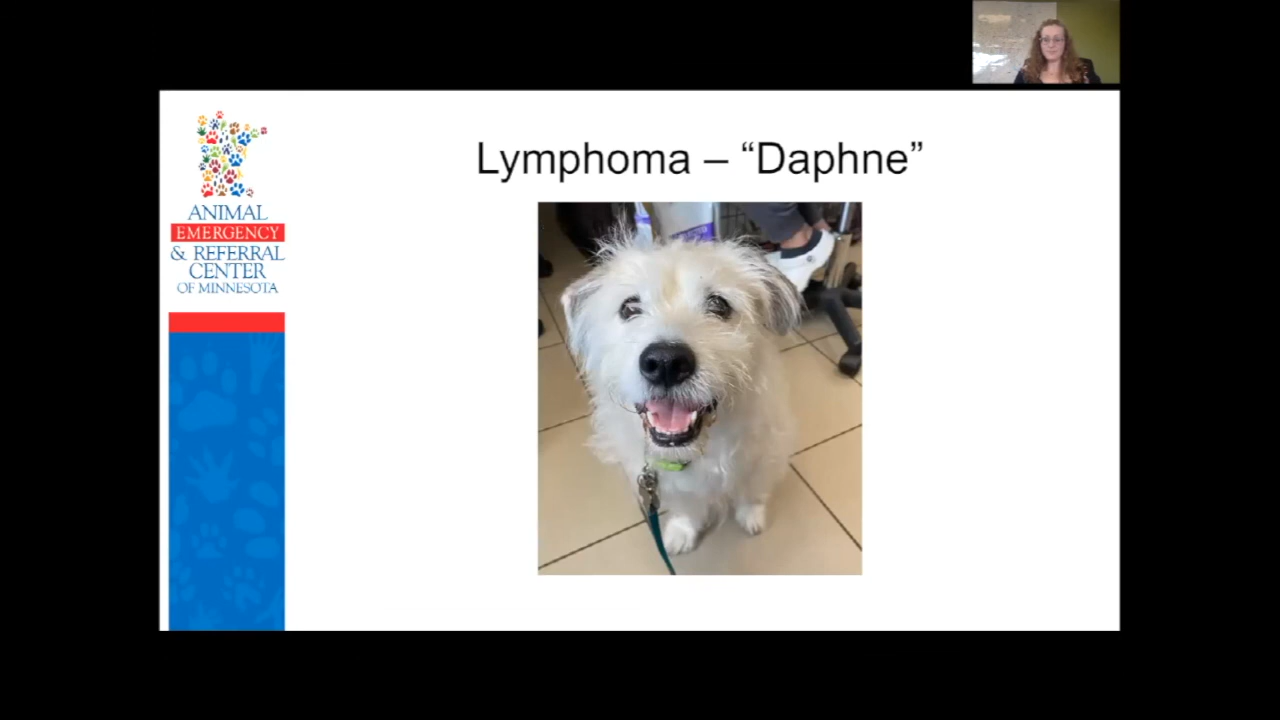 Lymphoma – “Daphne”
ANIMAL
EMERGENCY
& REFERRAL
CENTER
OF MINNESOTA